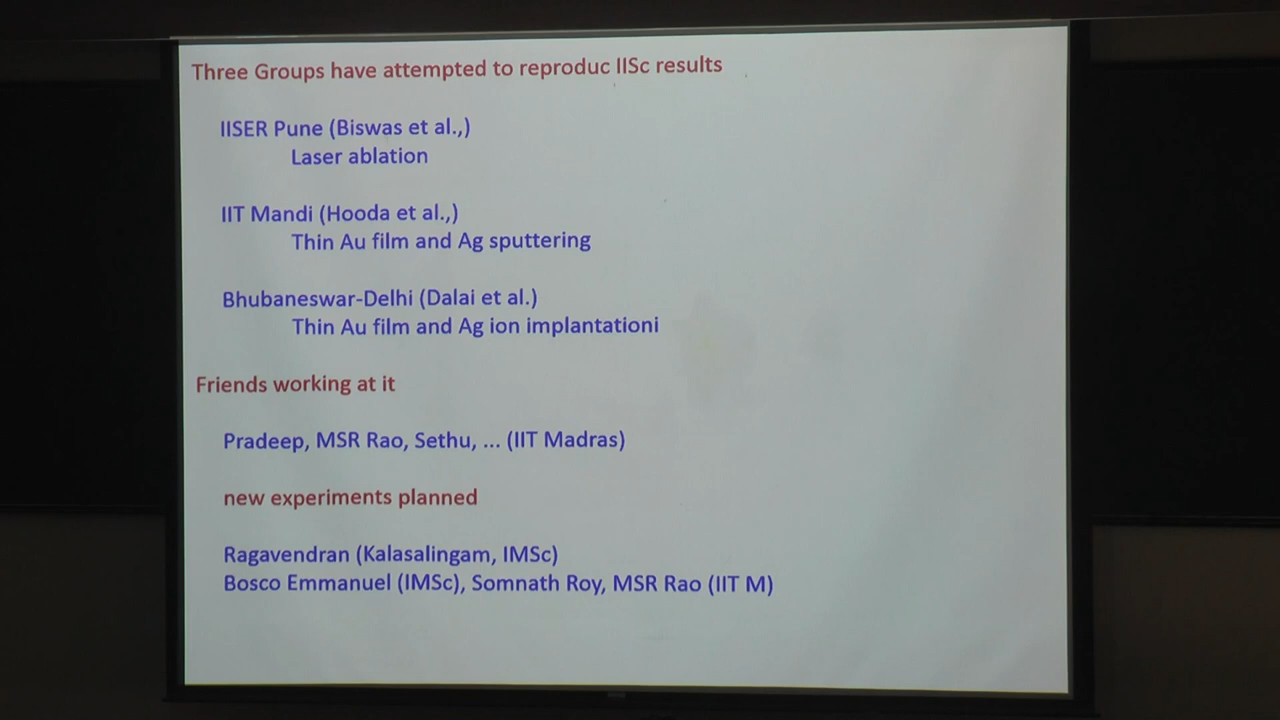 Three Groups have attempted to reproduc IISc results
IISER Pune (Biswas et al.,)
Laser ablation
IIT Mandi (Hooda et al.,)
Thin Au film and Ag sputtering
Bhubaneswar-Delhi (Dalai et al.)
Thin Au film and Ag ion implantationi
Friends working at it
Pradeep, MSR Rao, Sethu, ... (IIT Madras)
new experiments planned
Ragavendran (Kalasalingam, IMSc)
Bosco Emmanuel (IMSc), Somnath Roy, MSR Rao (IIT M)